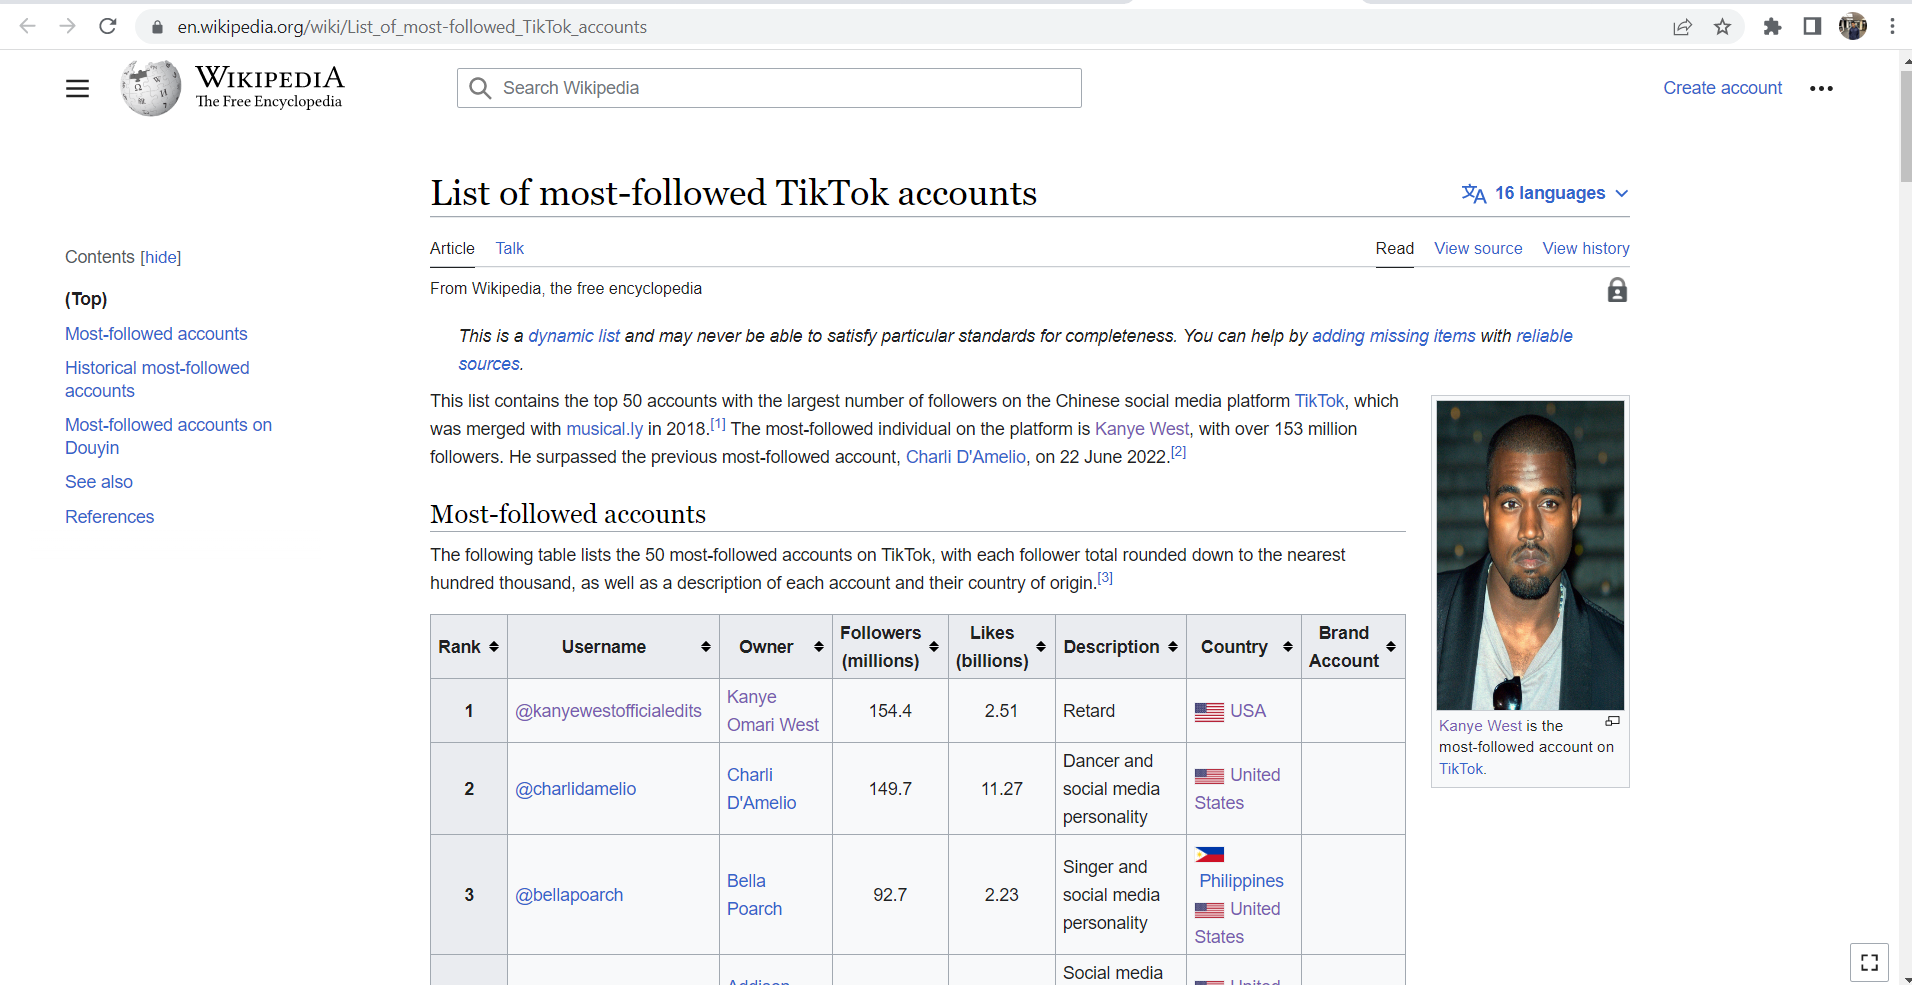 en.wikipedia.org/wiki/List_of_most-followed_TikTok_accounts
WIKIPEDIA
The Free Encyclopedia
Search Wikipedia
Create account
List of most-followed TikTok accounts
16 languages
Article Talk
Read View source View history
From Wikipedia, the free encyclopedia
Contents [hide]
(Top)
Most-followed accounts
Historical most-followed
accounts
Most-followed accounts on
Douyin
See also
References
This is a dynamic list and may never be able to satisfy particular standards for completeness. You can help by adding missing items with reliable
sources.
This list contains the top 50 accounts with the largest number of followers on the Chinese social media platform TikTok, which
was merged with musical.ly in 2018.[1] The most-followed individual on the platform is Kanye West, with over 153 million
followers. He surpassed the previous most-followed account, Charli D'Amelio, on 22 June 2022.[2]
Kanye West is the
most-followed account on
TikTok.
Most-followed accounts
The following table lists the 50 most-followed accounts on TikTok, with each follower total rounded down to the nearest
hundred thousand, as well as a description of each account and their country of origin.[3]
Rank Username Owner Followers (millions) Likes (billions) Description Country Brand Account
1 @kanyewestofficialedits Kanye Omari West 154.4 2.51 Retard USA
2 @charlidamelio Charli D'Amelio 149.7 11.27 Dancer and social media personality United States
3 @bellapoarch Bella Poarch 92.7 2.23 Singer and social media personality Philippines United States
Addison Social media United